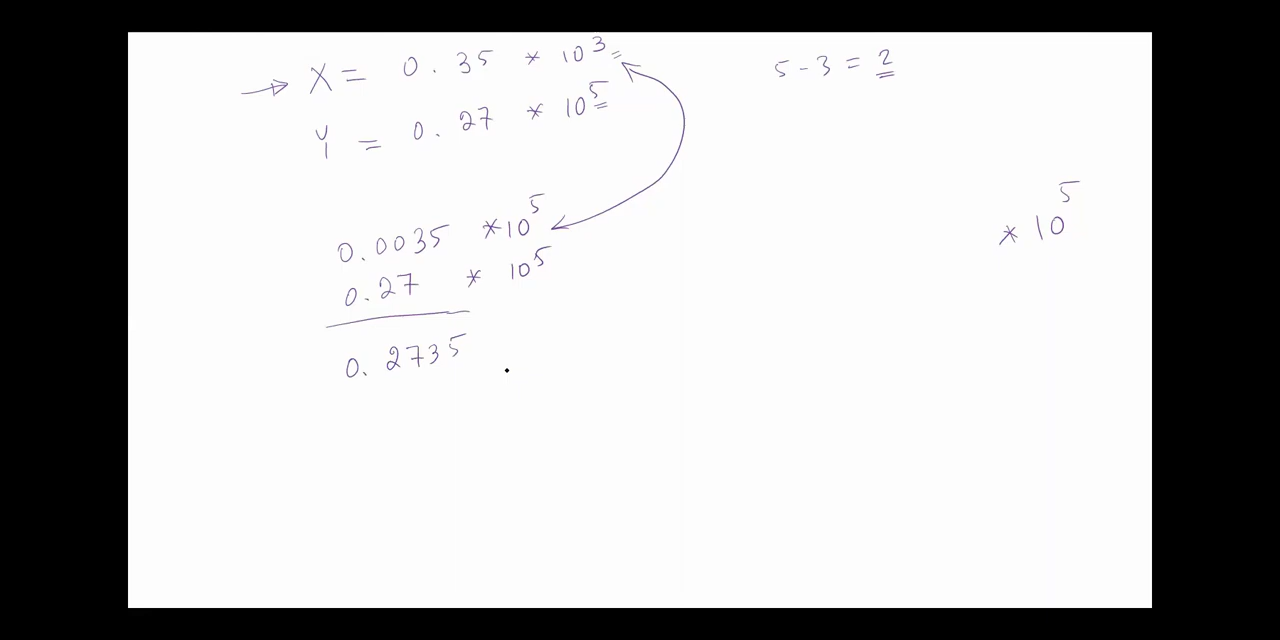 X = 0.35 * 10³
5 - 3 = 2
Y = 0.27 * 10⁵
0.0035 * 10⁵
* 10⁵
0.27 * 10⁵
0.2735